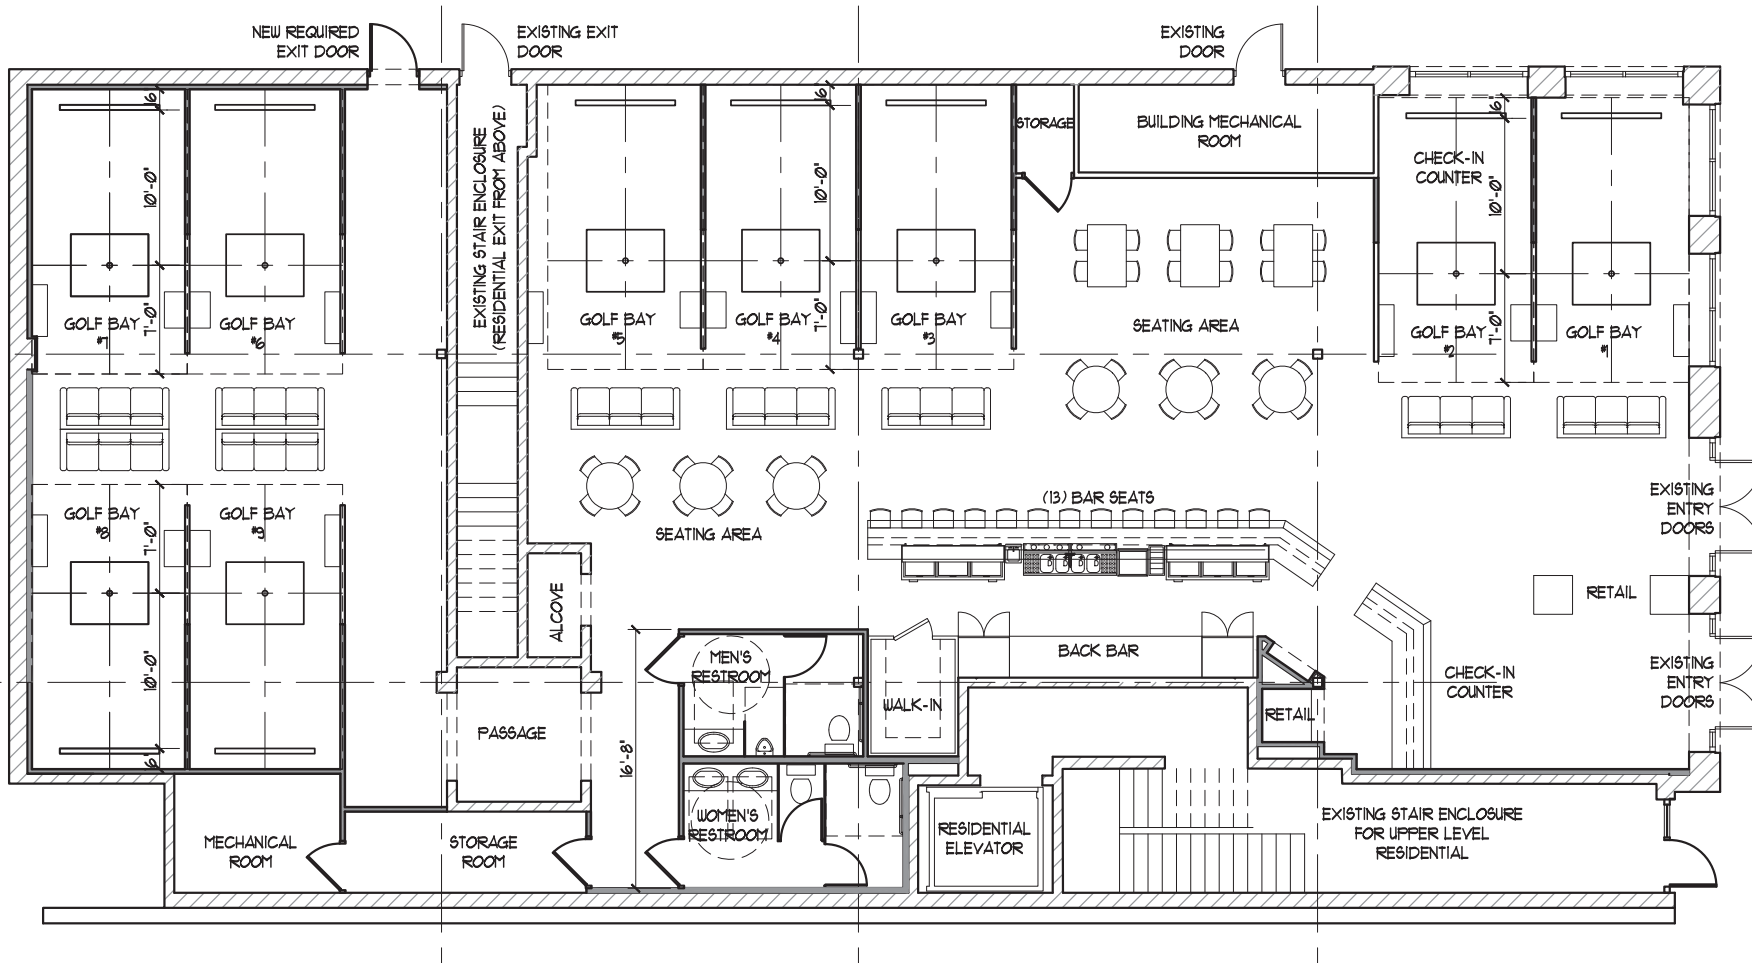 NEW REQUIRED
EXIT DOOR
EXISTING EXIT
DOOR
EXISTING
DOOR
EXISTING STAIR ENCLOSURE
(RESIDENTIAL EXIT FROM ABOVE)
STORAGE
BUILDING MECHANICAL
ROOM
CHECK-IN
COUNTER
10'-0"
10'-0"
10'-0"
GOLF BAY
#7
7'-0"
GOLF BAY
#6
GOLF BAY
#5
GOLF BAY
#4
7'-0"
GOLF BAY
#3
SEATING AREA
GOLF BAY
#2
7'-0"
GOLF BAY
#1
GOLF BAY
#8
7'-0"
GOLF BAY
SEATING AREA
(13) BAR SEATS
EXISTING
ENTRY
DOORS
ALCOVE
RETAIL
10'-0"
MEN'S
RESTROOM
BACK BAR
CHECK-IN
COUNTER
EXISTING
ENTRY
DOORS
WALK-IN
RETAIL
PASSAGE
16'-8"
WOMEN'S
RESTROOM
MECHANICAL
ROOM
STORAGE
ROOM
RESIDENTIAL
ELEVATOR
EXISTING STAIR ENCLOSURE
FOR UPPER LEVEL
RESIDENTIAL